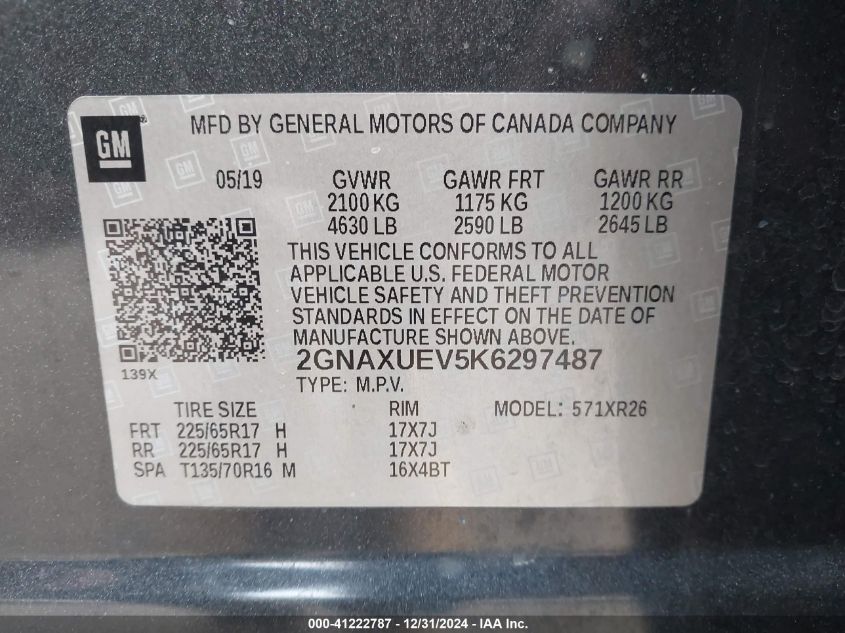 GM
MFD BY GENERAL MOTORS OF CANADA COMPANY
05/19 GVWR GAWR FRT GAWR RR
2100 KG 1175 KG 1200 KG
4630 LB 2590 LB 2645 LB
THIS VEHICLE CONFORMS TO ALL
APPLICABLE U.S. FEDERAL MOTOR
VEHICLE SAFETY AND THEFT PREVENTION
STANDARDS IN EFFECT ON THE DATE OF
MANUFACTURE SHOWN ABOVE.
139X
2GNAXUEV5K6297487
TYPE: M.P.V.
TIRE SIZE RIM MODEL: 571XR26
FRT 225/65R17 H 17X7J
RR 225/65R17 H 17X7J
SPA T135/70R16 M 16X4BT
000-41222787 - 12/31/2024 - IAA Inc.